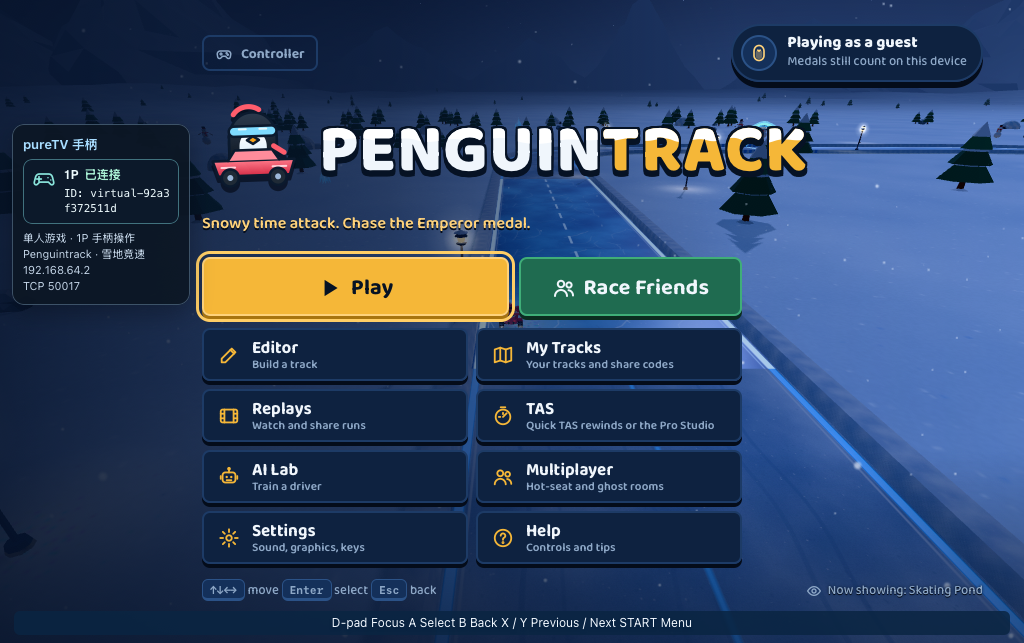 Controller
Playing as a guest
Medals still count on this device
pureTV 手柄
1P 已连接
ID: virtual-92a3
f372511d
单人游戏 · 1P 手柄操作
Penguintrack · 雪地竞速
192.168.64.2
TCP 50017
PENGUINTRACK
Snowy time attack. Chase the Emperor medal.
Play
Race Friends
Editor
Build a track
My Tracks
Your tracks and share codes
Replays
Watch and share runs
TAS
Quick TAS rewinds or the Pro Studio
AI Lab
Train a driver
Multiplayer
Hot-seat and ghost rooms
Settings
Sound, graphics, keys
Help
Controls and tips
↑↓←→ move Enter select Esc back
Now showing: Skating Pond
D-pad Focus A Select B Back X / Y Previous / Next START Menu